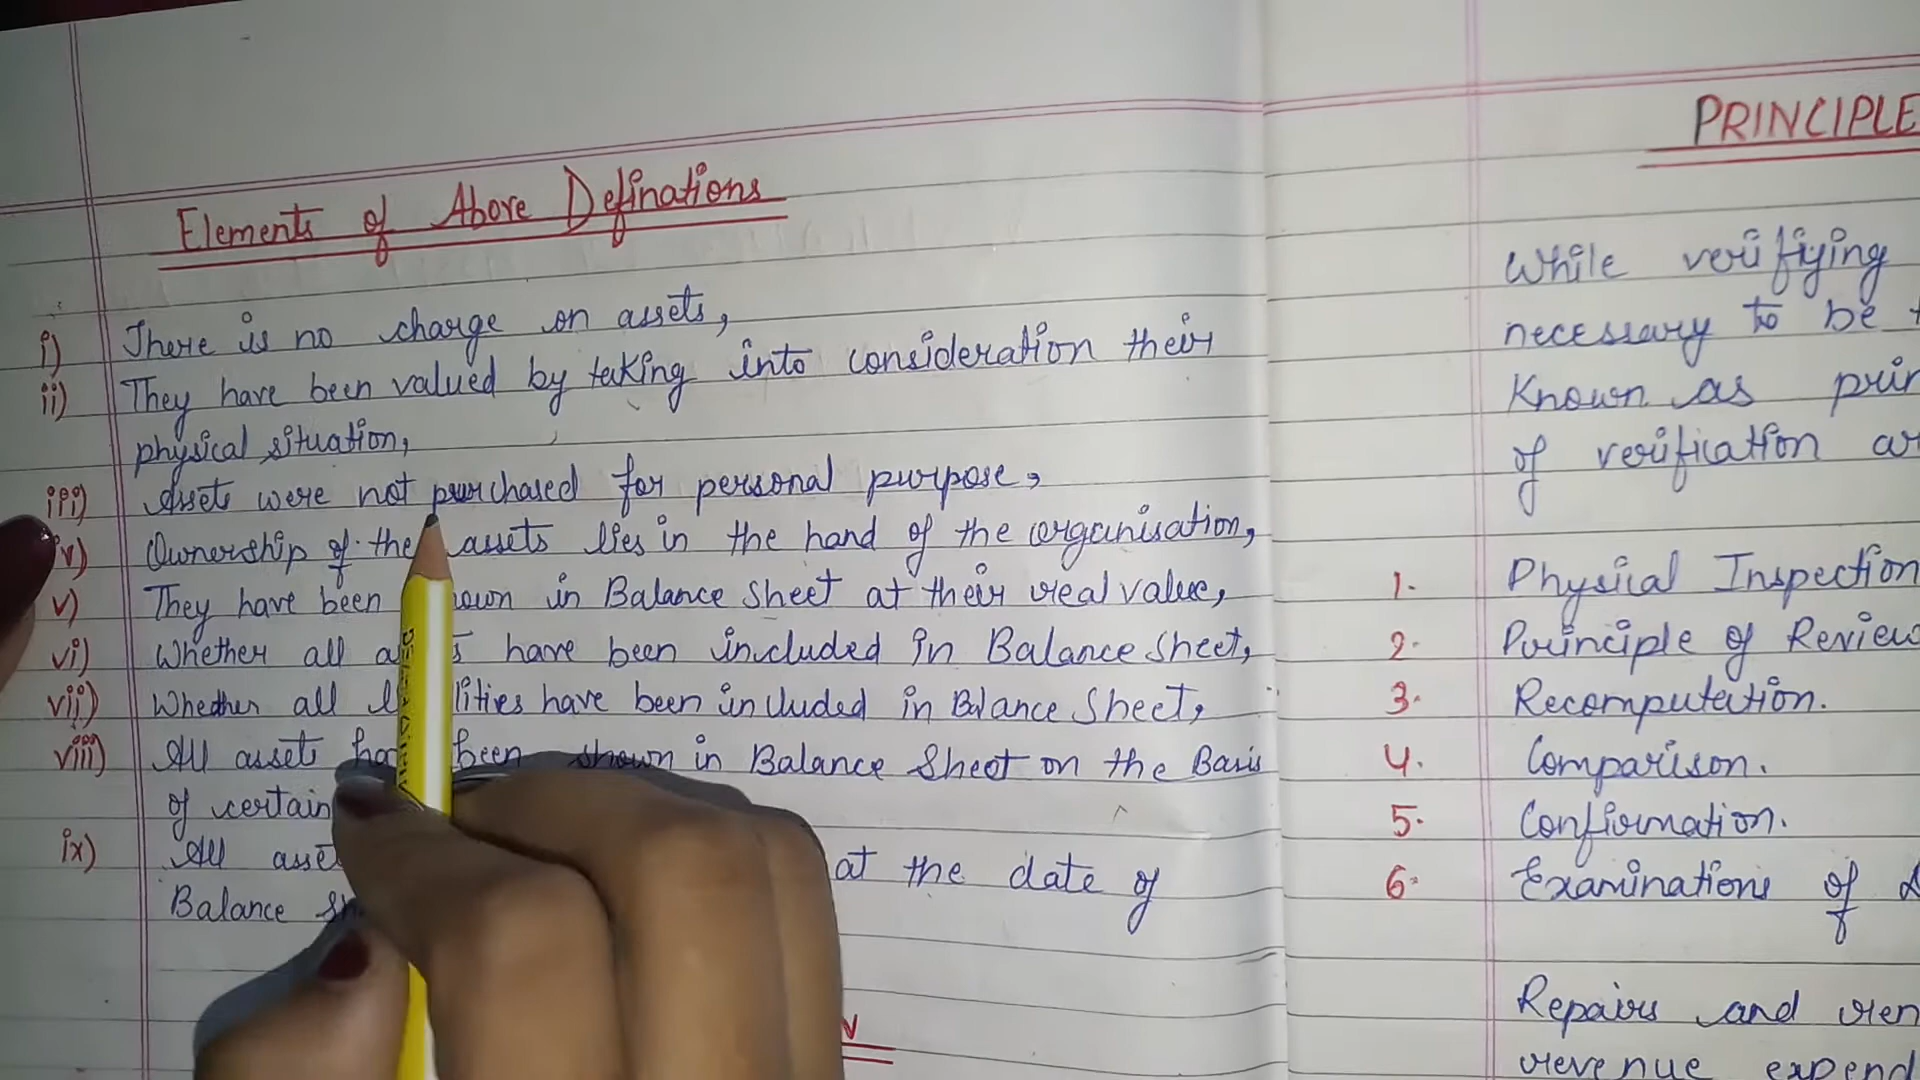 Elements of Above Definations
i) There is no charge on assets,
ii) They have been valued by taking into consideration their
physical situation,
iii) Assets were not purchased for personal purpose,
iv) Ownership of the assets lies in the hand of the organisation,
v) They have been in Balance Sheet at their real value,
vi) Whether all have been included in Balance Sheet,
vii) Whether all have been included in Blance Sheet,
viii) All assets been shown in Balance Sheet on the Basis
of certain
ix) All at the date of
Balance
PRINCIPLE
While verifying
necessary to be
Known as
of verification
1. Physical Inspection
2. Principle of Review
3. Recomputation.
4. Comparison.
5. Confirmation.
6. Examinations of
Repairs and
revenue